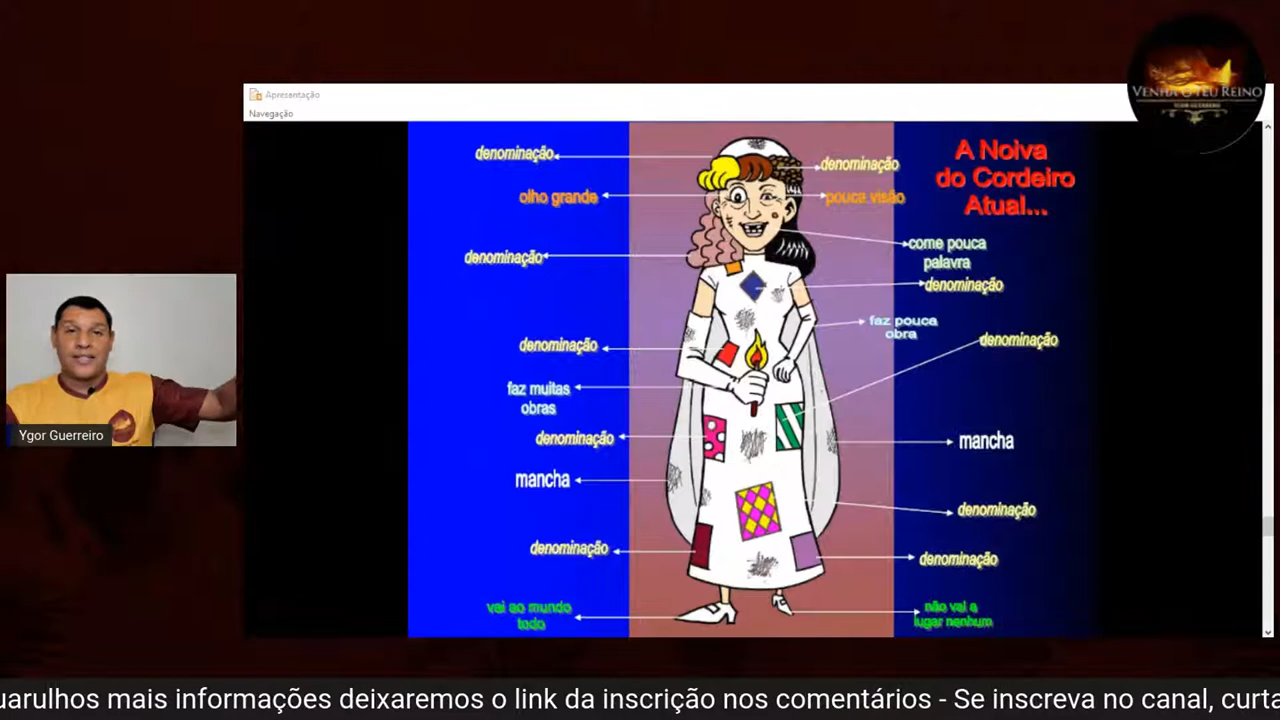 VENHA O TEU REINO
YGOR GUERREIRO
Apresentação
Navegação
A Noiva
do Cordeiro
Atual...
denominação
denominação
olho grande
pouca visão
come pouca
palavra
denominação
denominação
faz pouca
obra
denominação
denominação
faz muitas
obras
denominação
mancha
mancha
denominação
denominação
denominação
vai ao mundo
todo
não vai a
lugar nenhum
Ygor Guerreiro
uarulhos mais informações deixaremos o link da inscrição nos comentários - Se inscreva no canal, curta